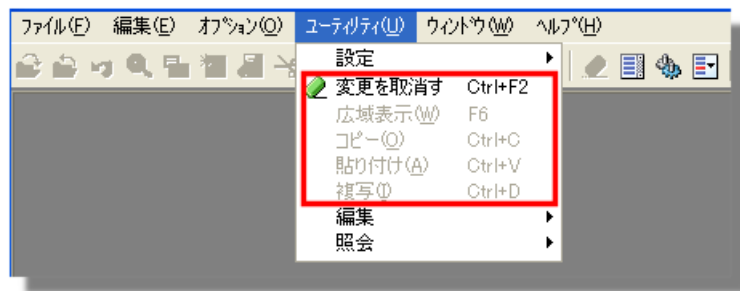 ファイル(F) 編集(E) オプション(O) ユーティリティ(U) ウィンドウ(W) ヘルプ(H)
設定
変更を取消す Ctrl+F2
広域表示(W) F6
コピー(O) Ctrl+C
貼り付け(A) Ctrl+V
複写(I) Ctrl+D
編集
照会